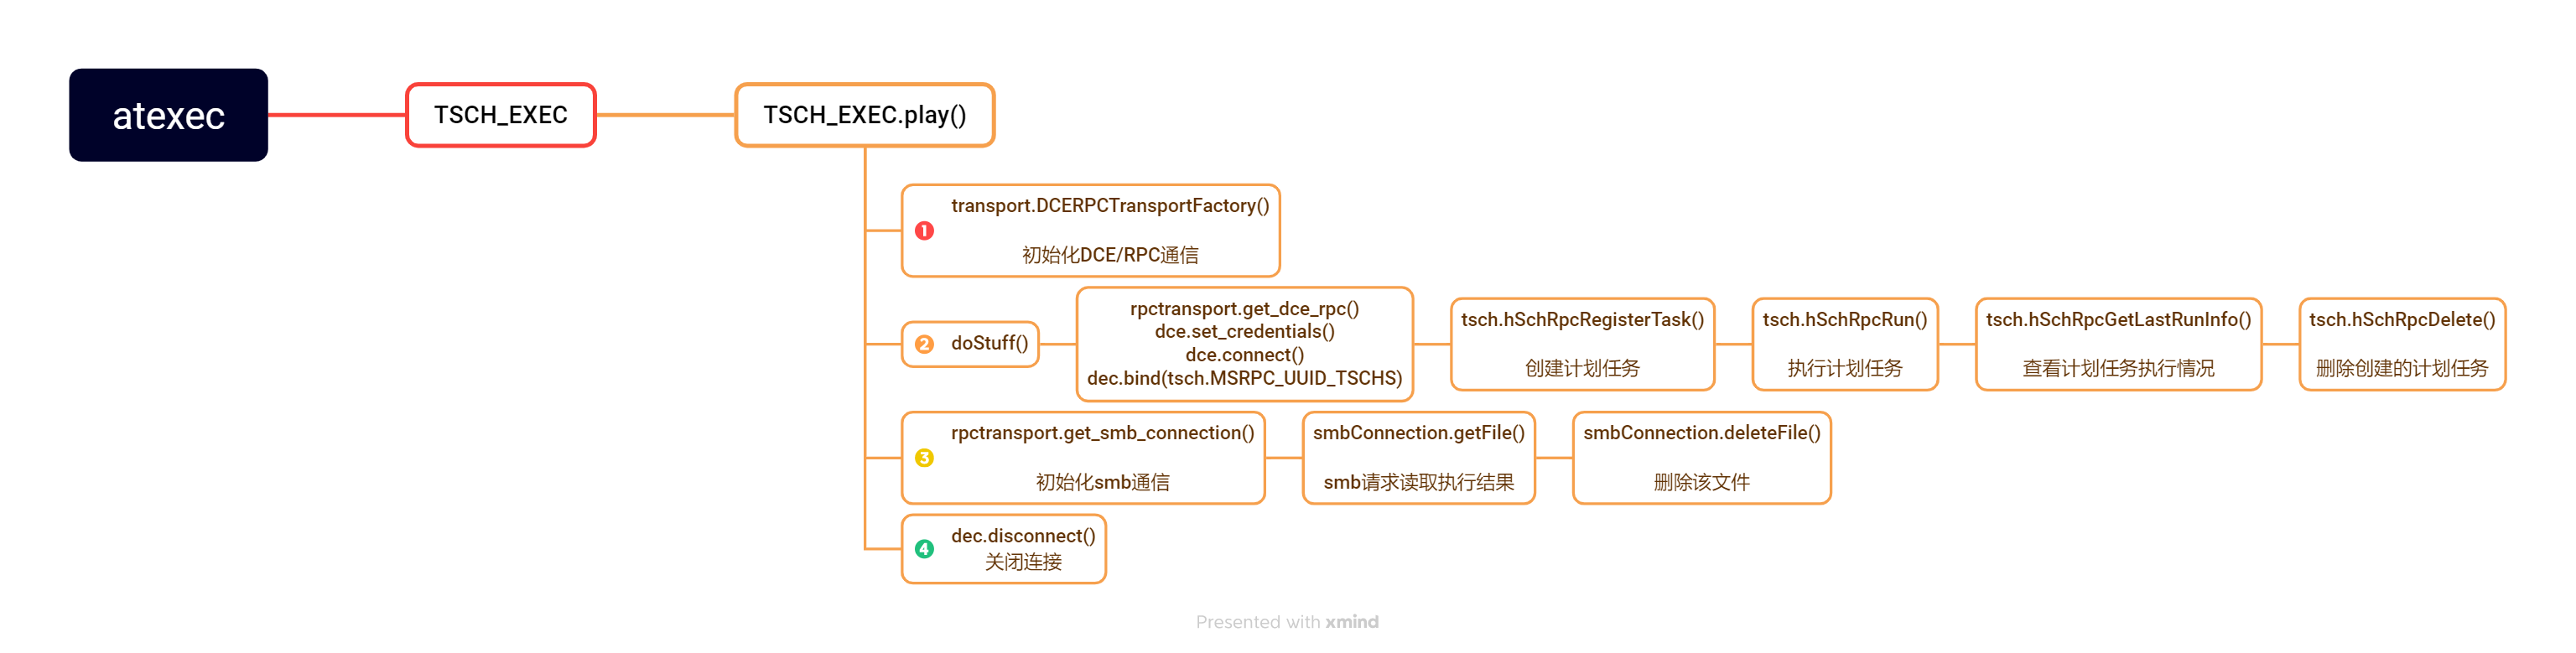 atexec
TSCH_EXEC
TSCH_EXEC.play()
1
transport.DCERPCTransportFactory()
初始化DCE/RPC通信
2
doStuff()
rpctransport.get_dce_rpc()
dce.set_credentials()
dce.connect()
dec.bind(tsch.MSRPC_UUID_TSCHS)
tsch.hSchRpcRegisterTask()
创建计划任务
tsch.hSchRpcRun()
执行计划任务
tsch.hSchRpcGetLastRunInfo()
查看计划任务执行情况
tsch.hSchRpcDelete()
删除创建的计划任务
3
rpctransport.get_smb_connection()
初始化smb通信
smbConnection.getFile()
smb请求读取执行结果
smbConnection.deleteFile()
删除该文件
4
dec.disconnect()
关闭连接
Presented with xmind